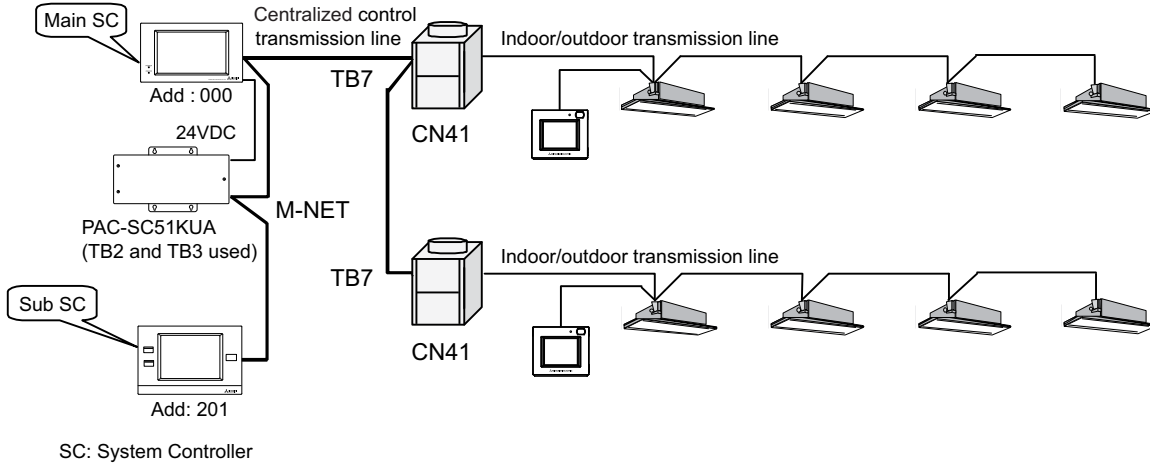 Main SC
Centralized control
transmission line
Indoor/outdoor transmission line
TB7
Add : 000
CN41
24VDC
M-NET
PAC-SC51KUA
(TB2 and TB3 used)
Indoor/outdoor transmission line
TB7
Sub SC
CN41
Add: 201
SC: System Controller